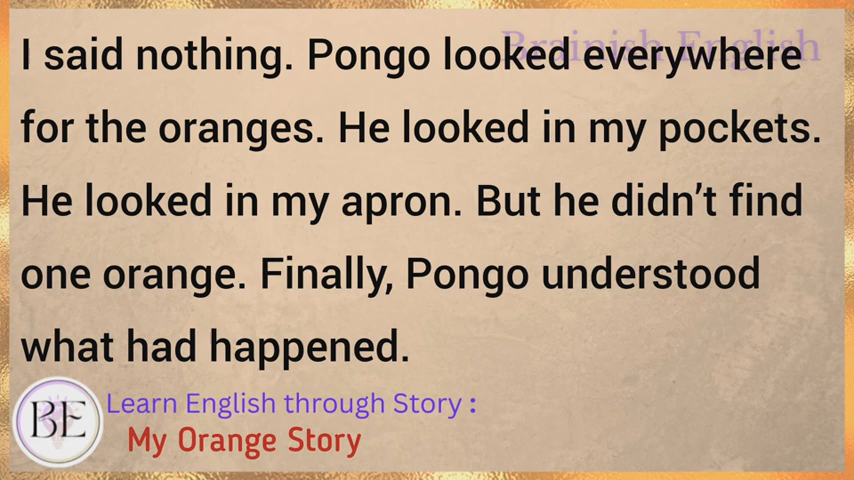 Brainish English
I said nothing. Pongo looked everywhere
for the oranges. He looked in my pockets.
He looked in my apron. But he didn’t find
one orange. Finally, Pongo understood
what had happened.
BE
Learn English through Story :
My Orange Story